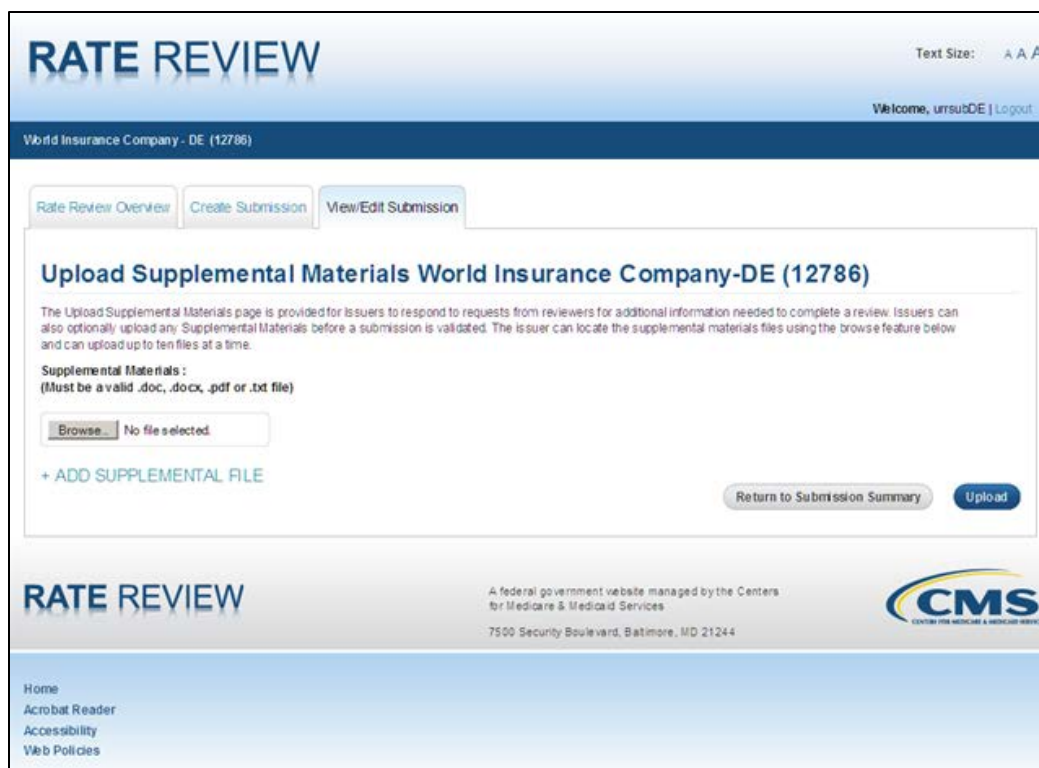 RATE REVIEW
Text Size: A A A
Welcome, urrsubDE | Logout
World Insurance Company - DE (12786)
Rate Review Overview
Create Submission
View/Edit Submission
Upload Supplemental Materials World Insurance Company-DE (12786)
The Upload Supplemental Materials page is provided for Issuers to respond to requests from reviewers for additional information needed to complete a review. Issuers can
also optionally upload any Supplemental Materials before a submission is validated. The issuer can locate the supplemental materials files using the browse feature below
and can upload up to ten files at a time.
Supplemental Materials :
(Must be a valid .doc, .docx, .pdf or .txt file)
Browse... No file selected.
+ ADD SUPPLEMENTAL FILE
Return to Submission Summary
Upload
RATE REVIEW
A federal government website managed by the Centers
for Medicare & Medicaid Services
7500 Security Boulevard, Baltimore, MD 21244
CMS
CENTERS FOR MEDICARE & MEDICAID SERVICES
Home
Acrobat Reader
Accessibility
Web Policies